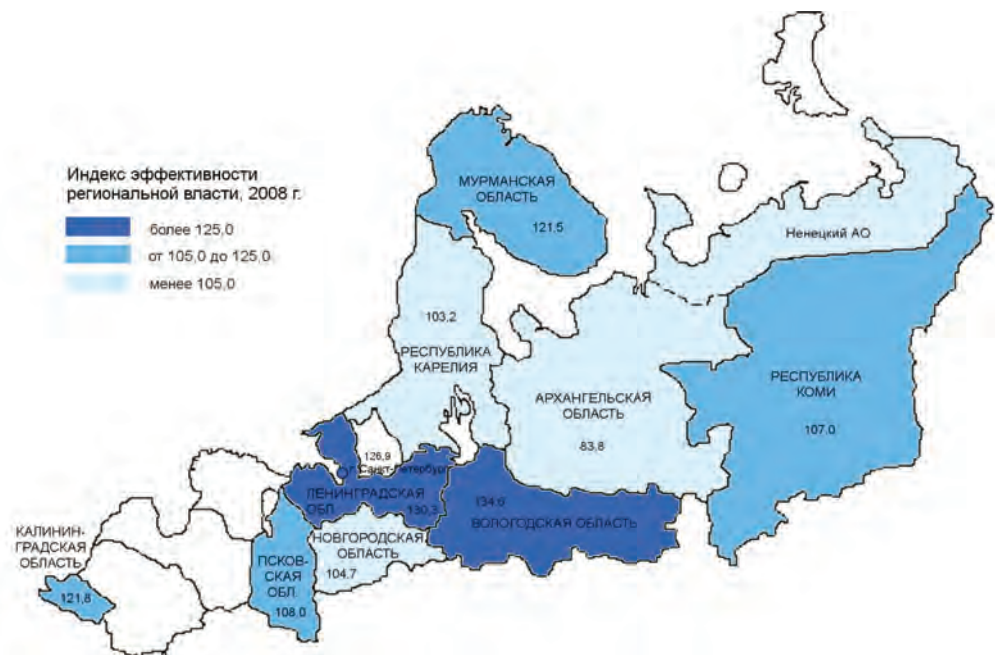 Индекс эффективности
региональной власти, 2008 г.
более 125,0
от 105,0 до 125,0
менее 105,0
МУРМАНСКАЯ
ОБЛАСТЬ
121,5
Ненецкий АО
103,2
РЕСПУБЛИКА
КАРЕЛИЯ
АРХАНГЕЛЬСКАЯ
ОБЛАСТЬ
83,8
РЕСПУБЛИКА
КОМИ
107,0
126,9
г. Санкт-Петербург
ЛЕНИНГРАДСКАЯ
ОБЛ.
130,3
134,6
ВОЛОГОДСКАЯ ОБЛАСТЬ
НОВГОРОДСКАЯ
ОБЛАСТЬ
104,7
КАЛИНИН-
ГРАДСКАЯ
ОБЛАСТЬ
121,8
ПСКОВ-
СКАЯ
ОБЛ.
108,0